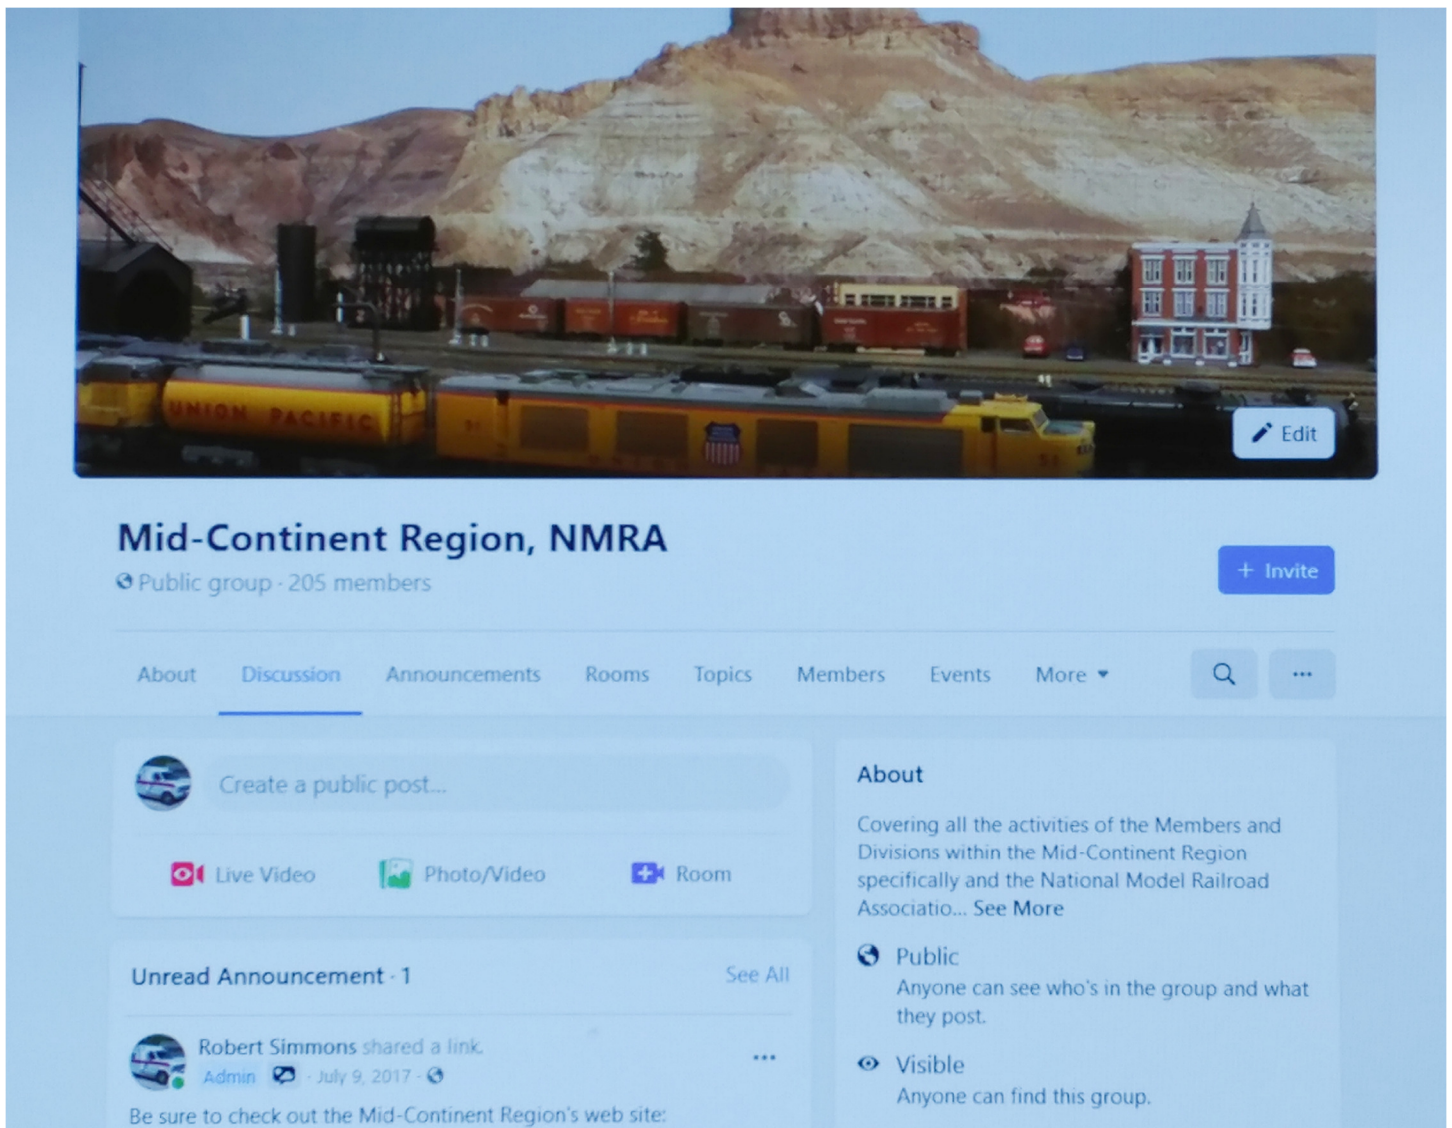 UNION PACIFIC
51
51
Edit
Mid-Continent Region, NMRA
Public group · 205 members
+ Invite
About Discussion Announcements Rooms Topics Members Events More
Create a public post...
Live Video Photo/Video Room
Unread Announcement · 1 See All
Robert Simmons shared a link.
Admin · July 9, 2017 ·
Be sure to check out the Mid-Continent Region's web site:
About
Covering all the activities of the Members and
Divisions within the Mid-Continent Region
specifically and the National Model Railroad
Associatio... See More
Public
Anyone can see who's in the group and what
they post.
Visible
Anyone can find this group.